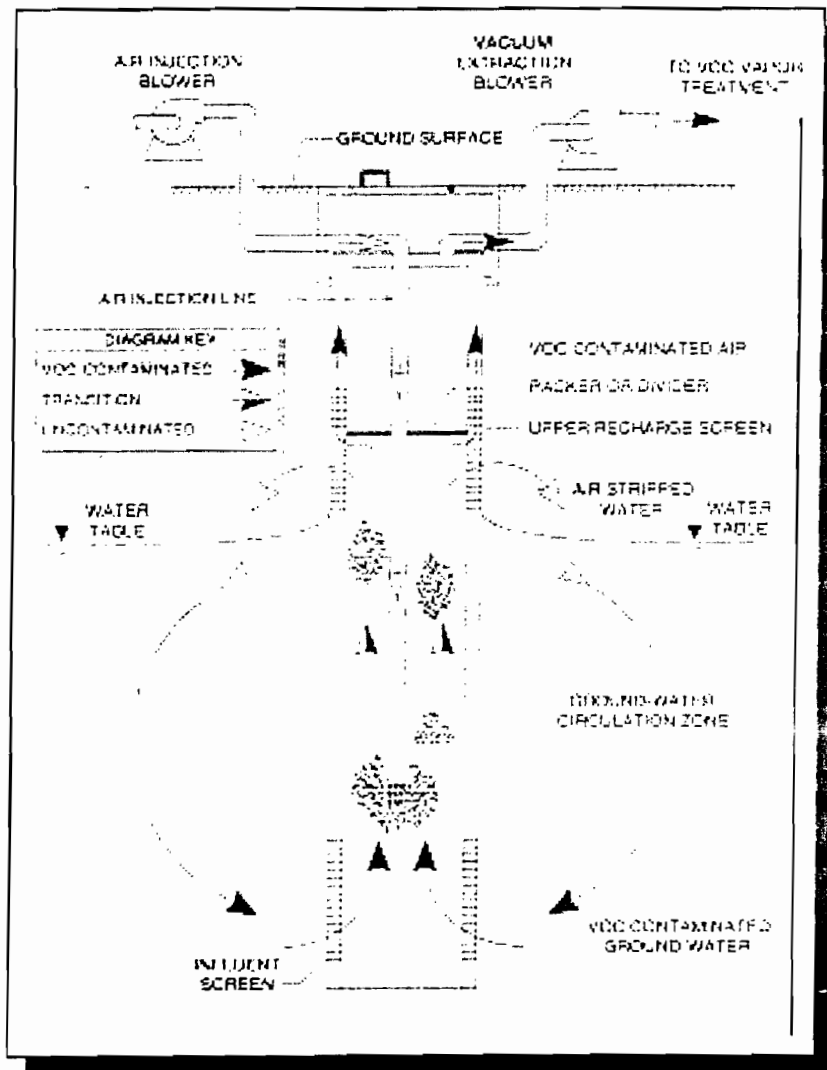 AIR INJECTION
BLOWER
VACUUM
EXTRACTION
BLOWER
TO VOC VAPOR
TREATMENT
GROUND SURFACE
AIR INJECTION LINE
DIAGRAM KEY
VOC CONTAMINATED
TRANSITION
UNCONTAMINATED
VOC CONTAMINATED AIR
PACKER OR DIVIDER
UPPER RECHARGE SCREEN
AIR STRIPPED
WATER
WATER
TABLE
WATER
TABLE
GROUND-WATER
CIRCULATION ZONE
VOC CONTAMINATED
GROUND WATER
INFLUENT
SCREEN